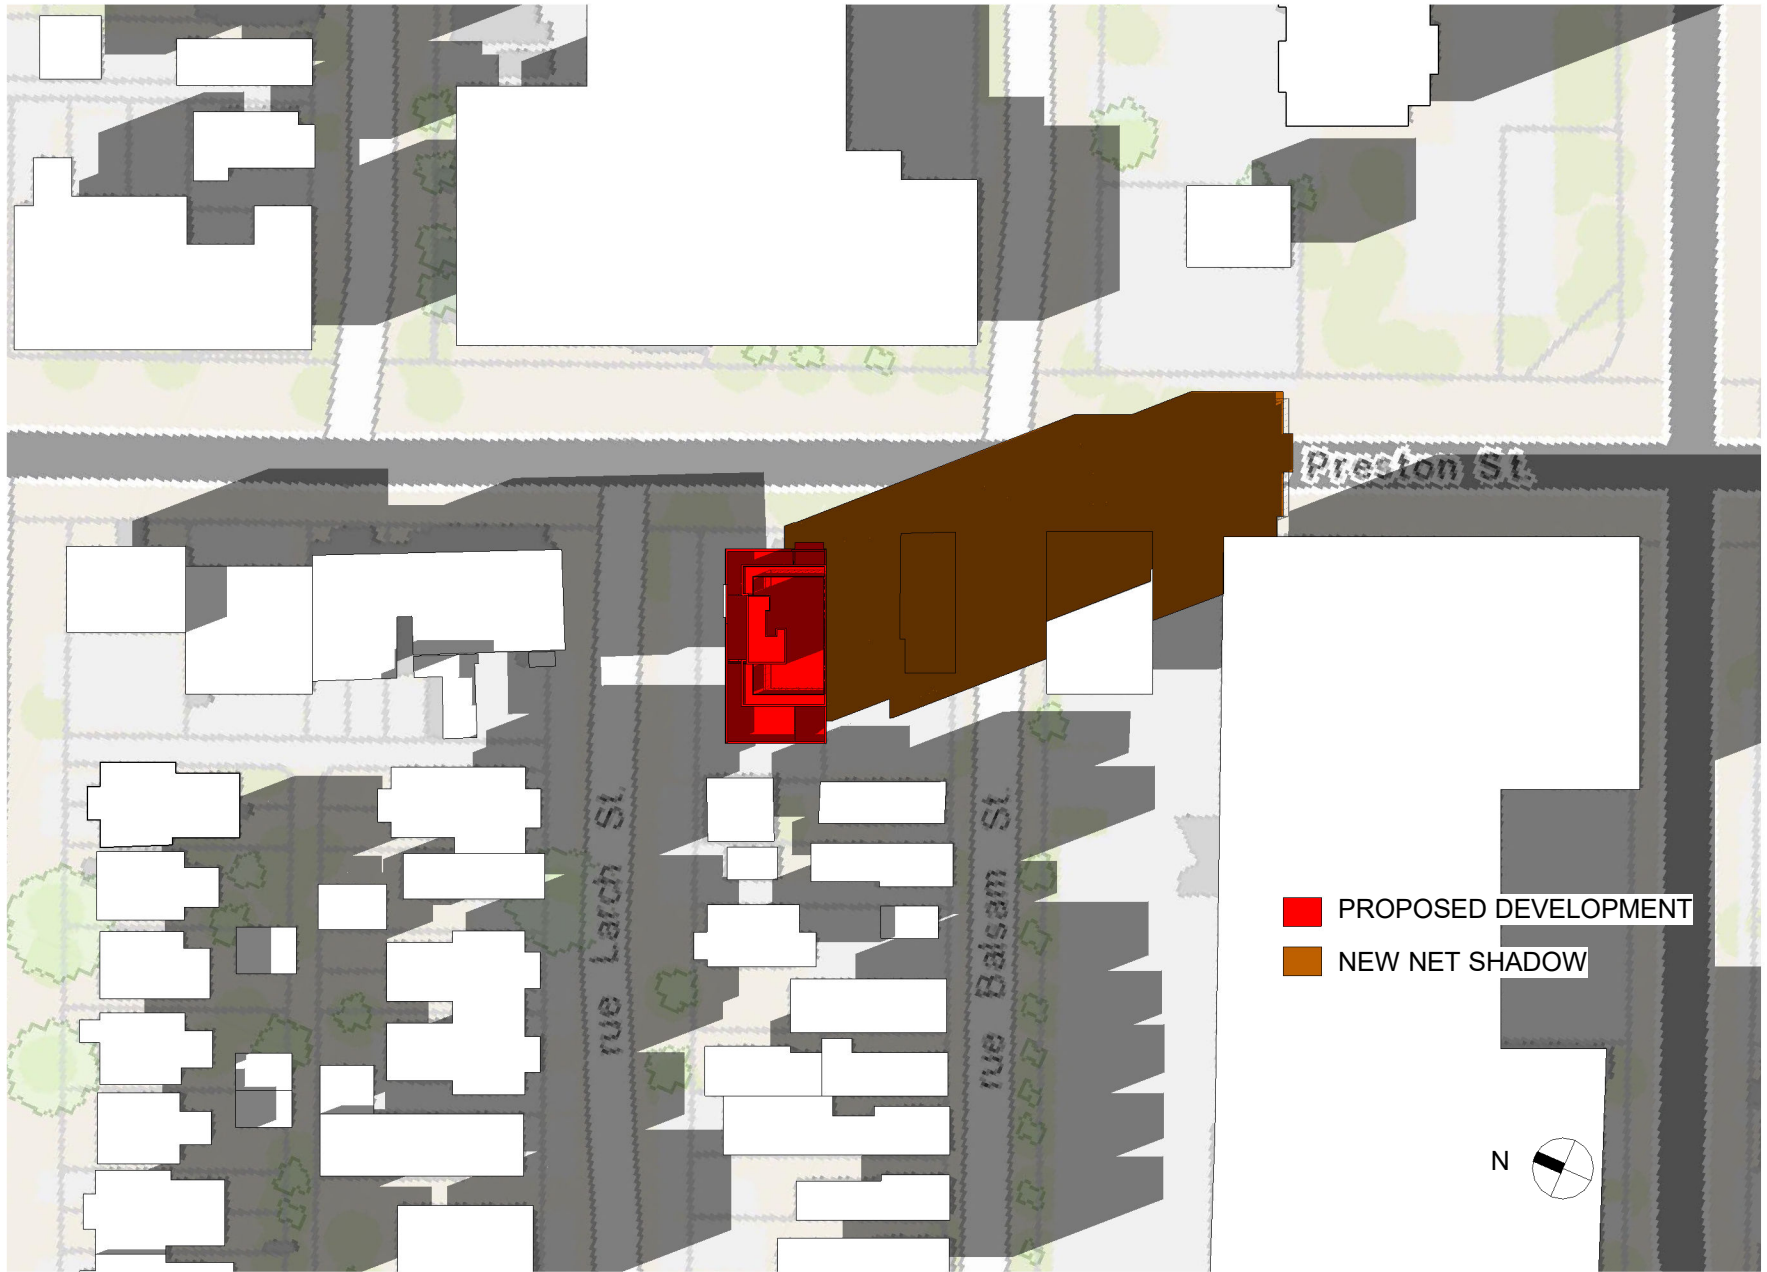 Preston St.
rue Larch St.
rue Balsam St.
PROPOSED DEVELOPMENT
NEW NET SHADOW
N